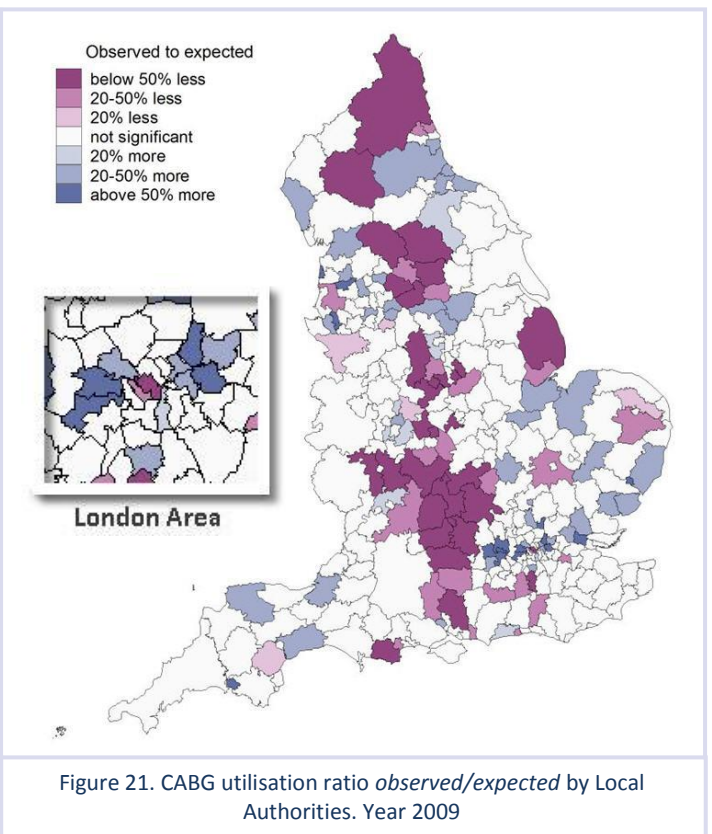 Observed to expected
below 50% less
20-50% less
20% less
not significant
20% more
20-50% more
above 50% more
London Area
Figure 21. CABG utilisation ratio observed/expected by Local
Authorities. Year 2009